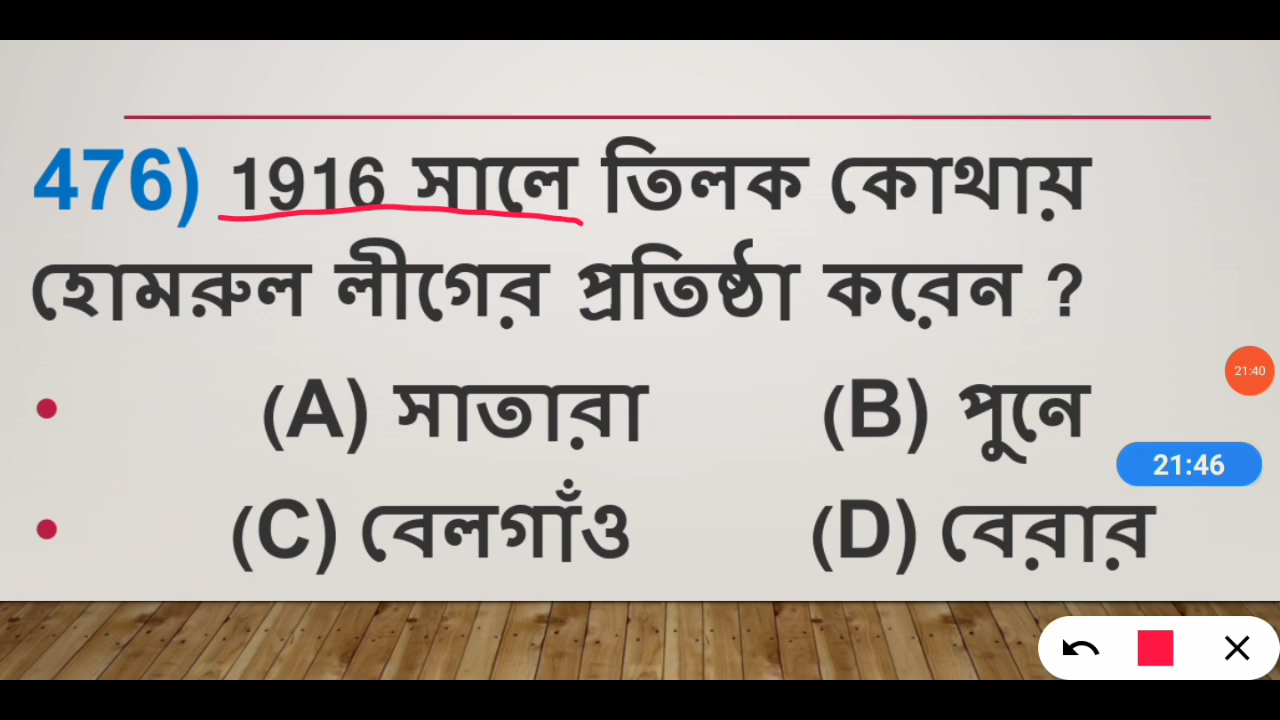 476) 1916 সালে তিলক কোথায়
হোমরুল লীগের প্রতিষ্ঠা করেন ?
• (A) সাতারা (B) পুনে
• (C) বেলগাঁও (D) বেরার
21:40
21:46